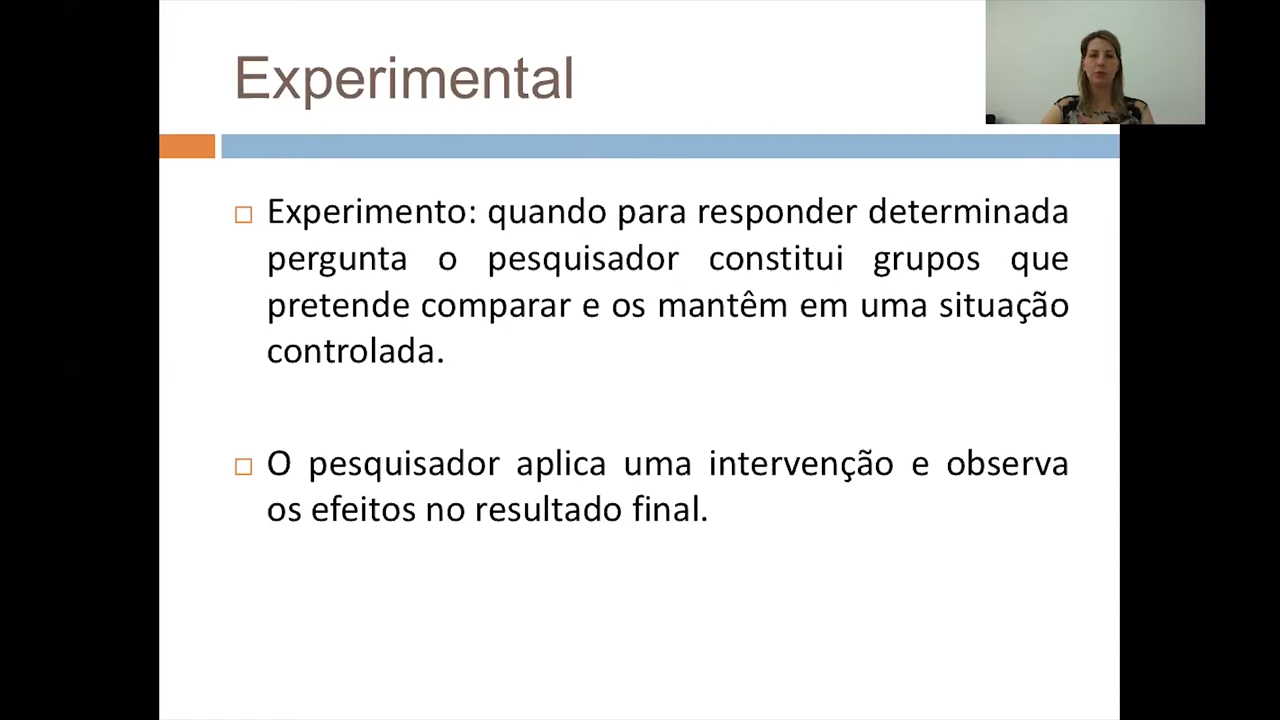 Experimental
Experimento: quando para responder determinada
pergunta o pesquisador constitui grupos que
pretende comparar e os mantêm em uma situação
controlada.
O pesquisador aplica uma intervenção e observa
os efeitos no resultado final.